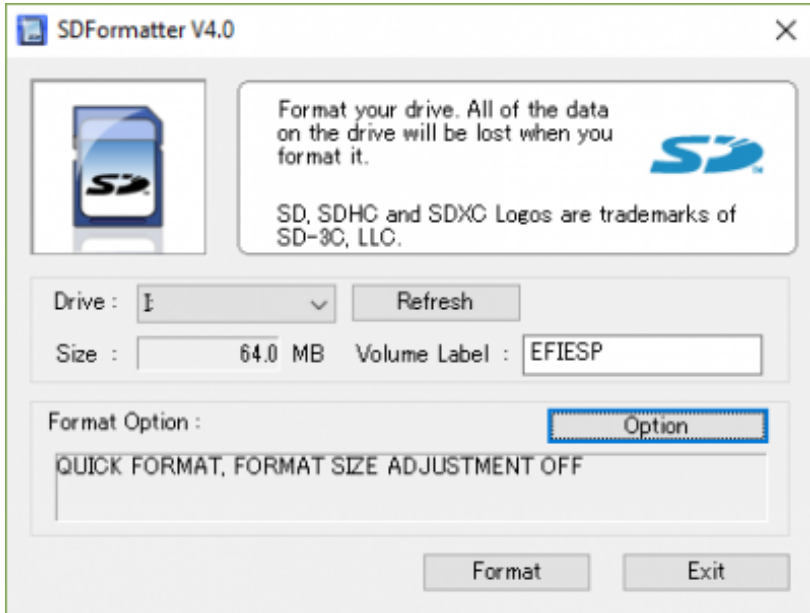 SDFormatter V4.0
SD
Format your drive. All of the data
on the drive will be lost when you
format it.
SD
SD, SDHC and SDXC Logos are trademarks of
SD-3C, LLC.
Drive : I:
Refresh
Size : 64.0 MB
Volume Label : EFIESP
Format Option :
Option
QUICK FORMAT, FORMAT SIZE ADJUSTMENT OFF
Format
Exit